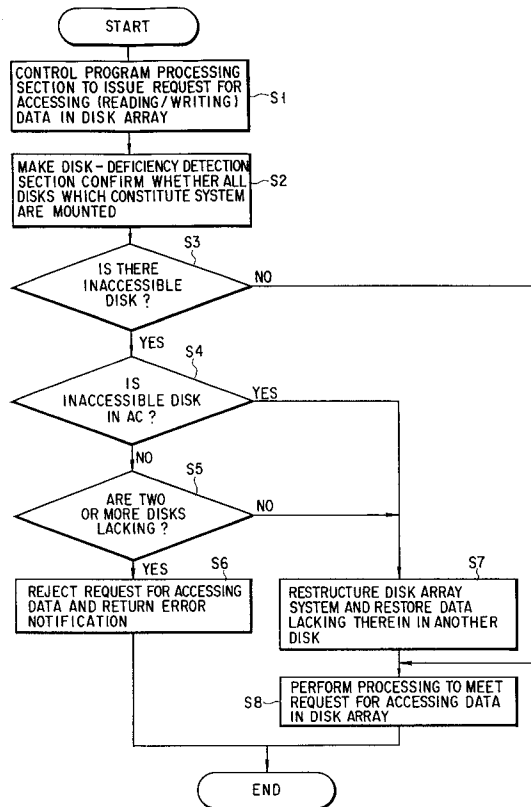 START
CONTROL PROGRAM PROCESSING
SECTION TO ISSUE REQUEST FOR
ACCESSING (READING/WRITING)
DATA IN DISK ARRAY
S1
MAKE DISK-DEFICIENCY DETECTION
SECTION CONFIRM WHETHER ALL
DISKS WHICH CONSTITUTE SYSTEM
ARE MOUNTED
S2
S3
IS THERE
INACCESSIBLE
DISK ?
NO
YES
S4
IS
INACCESSIBLE DISK
IN AC ?
YES
NO
S5
ARE TWO
OR MORE DISKS
LACKING ?
NO
YES
S6
REJECT REQUEST FOR ACCESSING
DATA AND RETURN ERROR
NOTIFICATION
S7
RESTRUCTURE DISK ARRAY
SYSTEM AND RESTORE DATA
LACKING THEREIN IN ANOTHER
DISK
S8
PERFORM PROCESSING TO MEET
REQUEST FOR ACCESSING DATA
IN DISK ARRAY
END